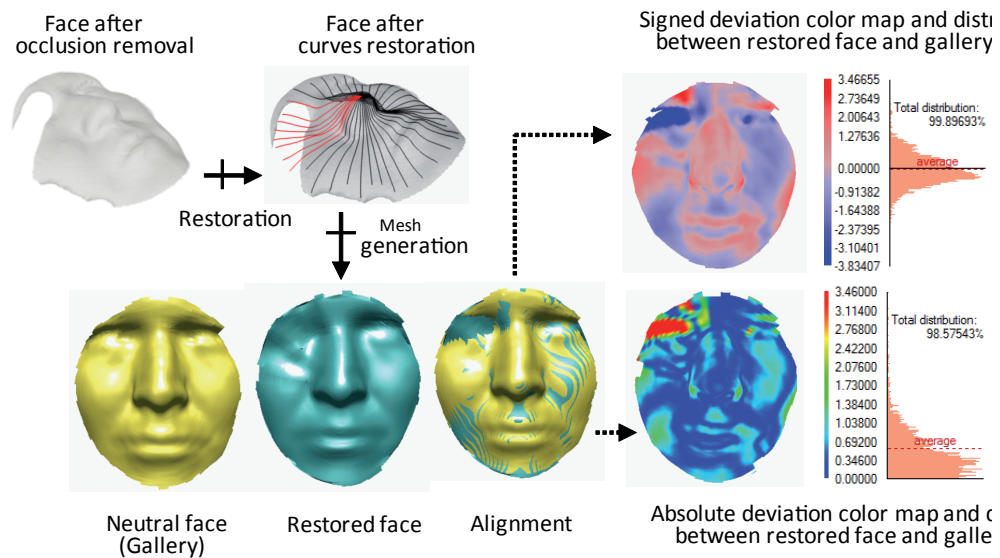 Face after
occlusion removal
Face after
curves restoration
Signed deviation color map and
between restored face and gallery
3.46655
2.73649
2.00643
1.27636
0.00000
-0.91382
-1.64388
-2.37395
-3.10401
-3.83407
Total distribution:
99.89693%
average
Restoration
Mesh
generation
3.46000
3.11400
2.76800
2.42200
2.07600
1.73000
1.38400
1.03800
0.69200
0.34600
0.00000
Total distribution:
98.57543%
average
Neutral face
(Gallery)
Restored face
Alignment
Absolute deviation color map and
between restored face and